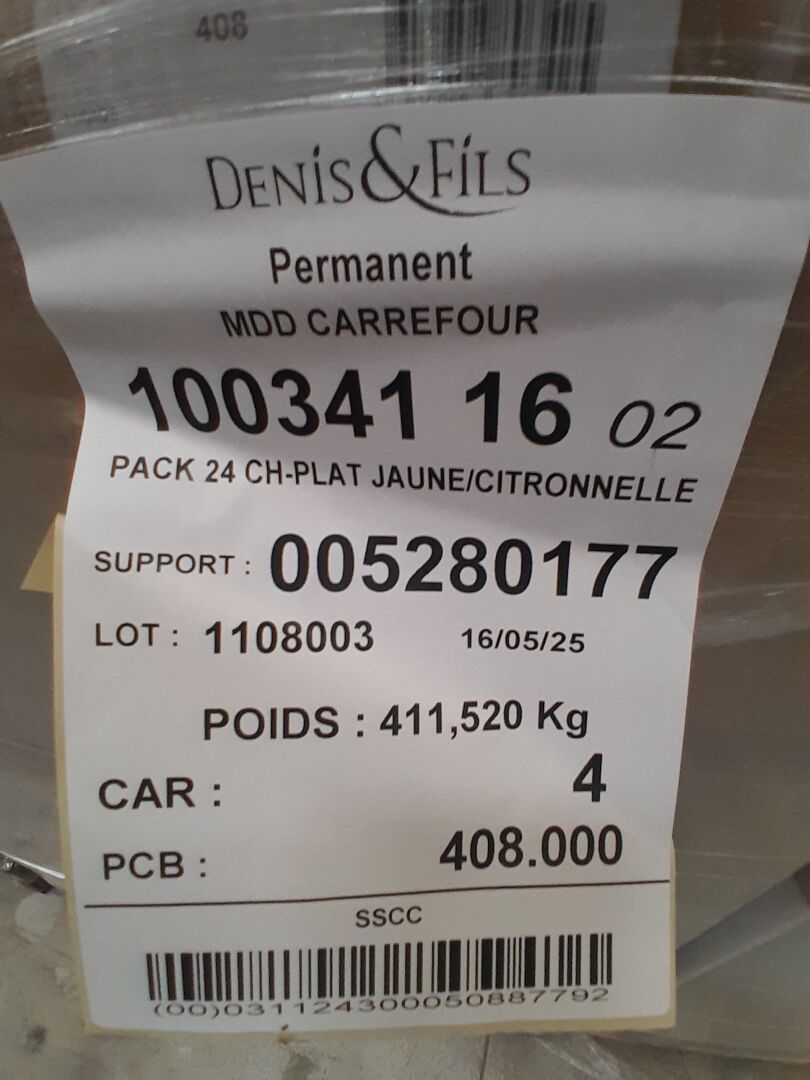 408
DENIS & FILS
Permanent
MDD CARREFOUR
100341 16 02
PACK 24 CH-PLAT JAUNE/CITRONNELLE
SUPPORT : 005280177
LOT : 1108003 16/05/25
POIDS : 411,520 Kg
CAR : 4
PCB : 408.000
SSCC
(00)031124300050887792